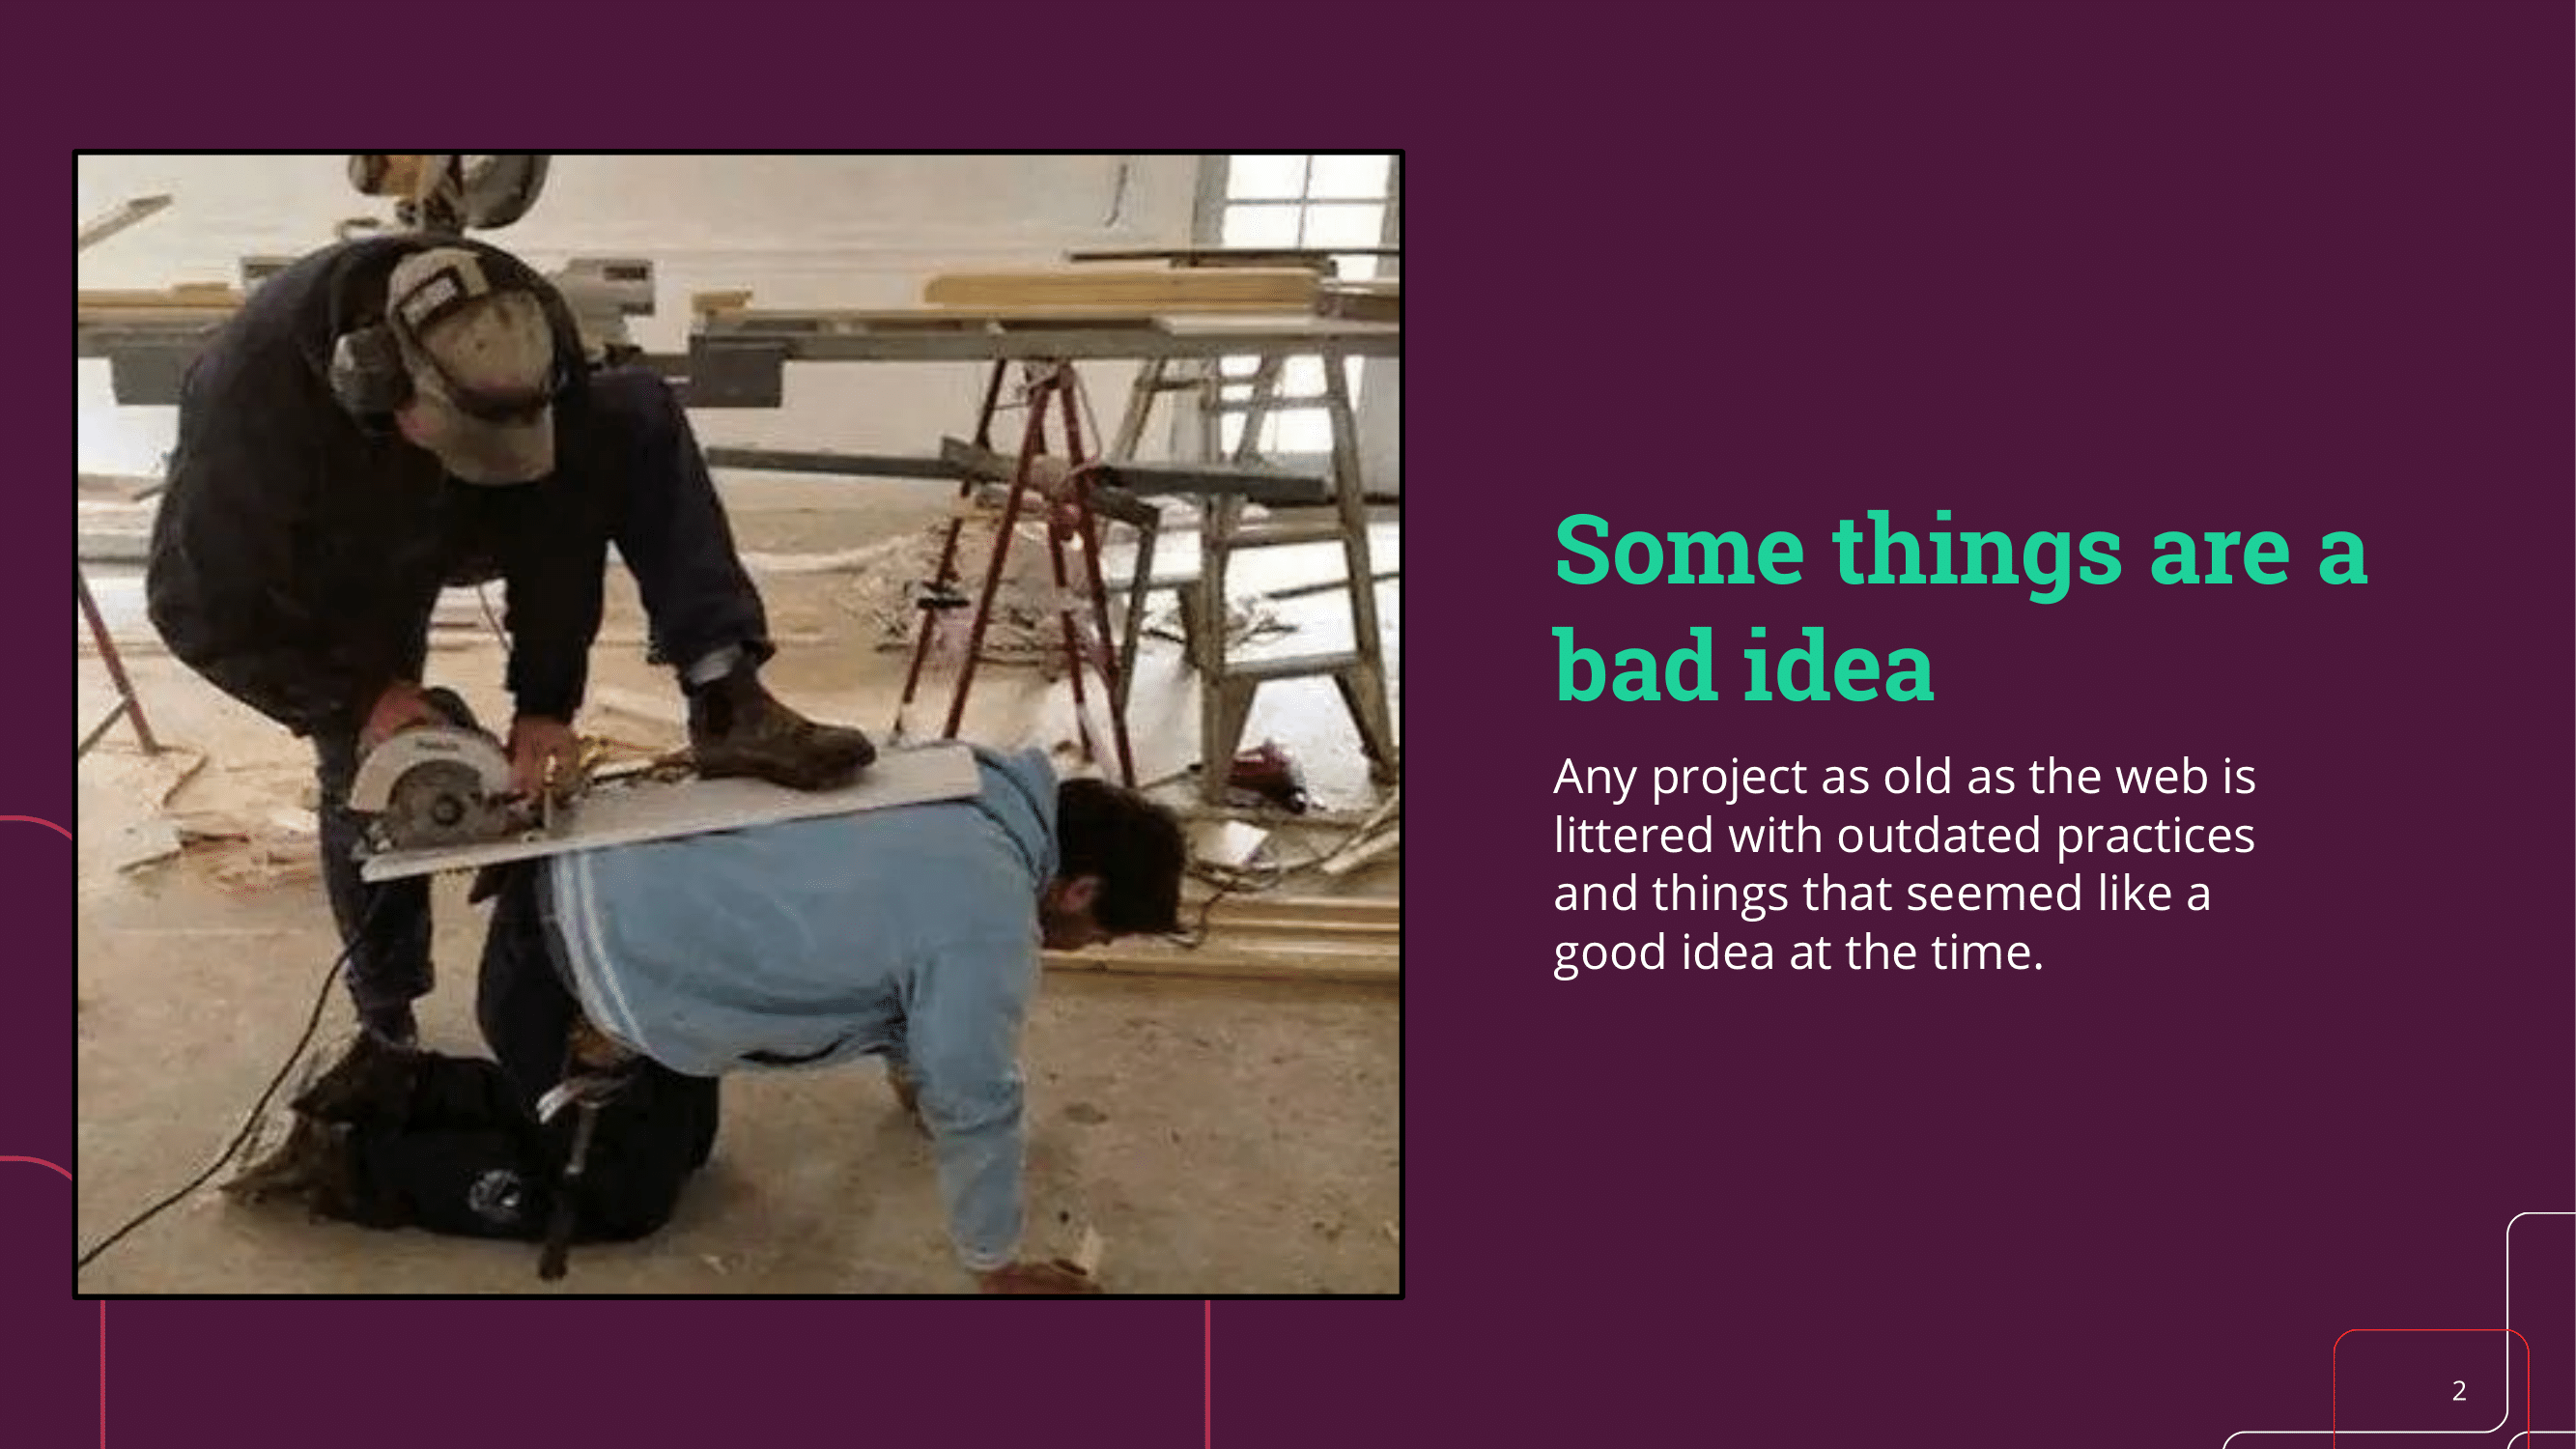 Some things are a
bad idea
Any project as old as the web is
littered with outdated practices
and things that seemed like a
good idea at the time.
2